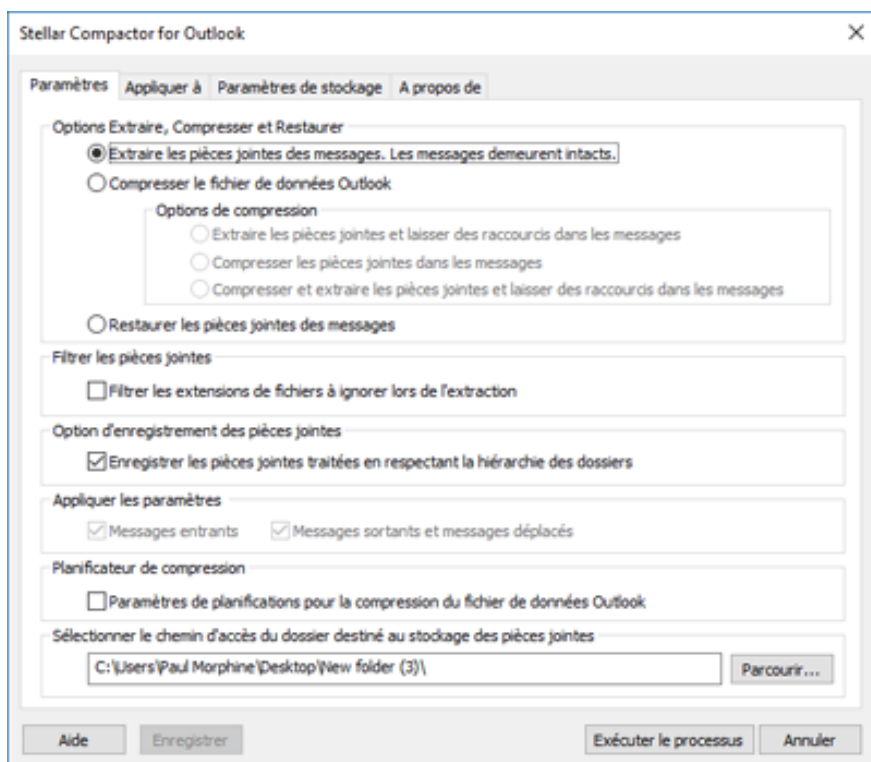 Stellar Compactor for Outlook
Paramètres Appliquer à Paramètres de stockage A propos de
Options Extraire, Compresser et Restaurer
Extraire les pièces jointes des messages. Les messages demeurent intacts.
Compresser le fichier de données Outlook
Options de compression
Extraire les pièces jointes et laisser des raccourcis dans les messages
Compresser les pièces jointes dans les messages
Compresser et extraire les pièces jointes et laisser des raccourcis dans les messages
Restaurer les pièces jointes des messages
Filtrer les pièces jointes
Filtrer les extensions de fichiers à ignorer lors de l'extraction
Option d'enregistrement des pièces jointes
Enregistrer les pièces jointes traitées en respectant la hiérarchie des dossiers
Appliquer les paramètres
Messages entrants Messages sortants et messages déplacés
Planificateur de compression
Paramètres de planifications pour la compression du fichier de données Outlook
Sélectionner le chemin d'accès du dossier destiné au stockage des pièces jointes
C:\Users\Paul Morphine\Desktop\New folder (3)\ Parcourir...
Aide Enregistrer Exécuter le processus Annuler